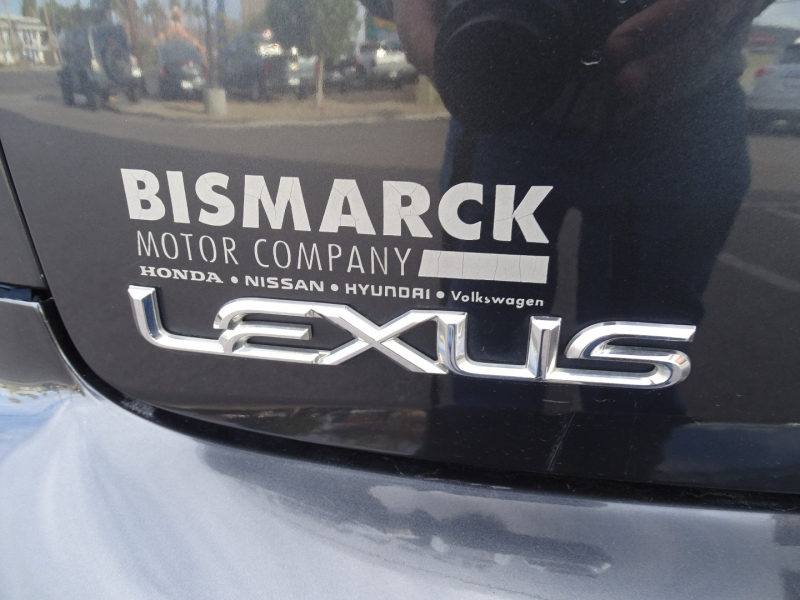 BISMARCK
MOTOR COMPANY
HONDA • NISSAN • HYUNDAI • Volkswagen
LEXUS